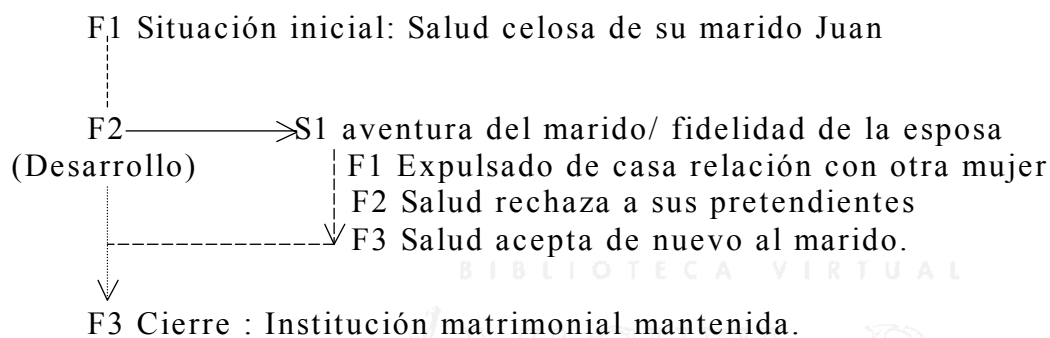 F1 Situación inicial: Salud celosa de su marido Juan
F2 S1 aventura del marido/ fidelidad de la esposa
(Desarrollo) F1 Expulsado de casa relación con otra mujer
F2 Salud rechaza a sus pretendientes
F3 Salud acepta de nuevo al marido.
BIBLIOTECA VIRTUAL
F3 Cierre : Institución matrimonial mantenida.